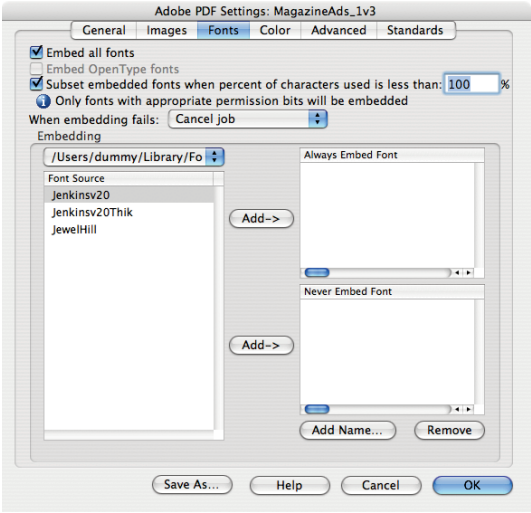 Adobe PDF Settings: MagazineAds_1v3
General Images Fonts Color Advanced Standards
Embed all fonts
Embed OpenType fonts
Subset embedded fonts when percent of characters used is less than: 100 %
Only fonts with appropriate permission bits will be embedded
When embedding fails: Cancel job
Embedding
/Users/dummy/Library/Fo
Font Source
Jenkinsv20
Jenkinsv20Thik
JewelHill
Add->
Always Embed Font
Add->
Never Embed Font
Add Name... Remove
Save As... Help Cancel OK